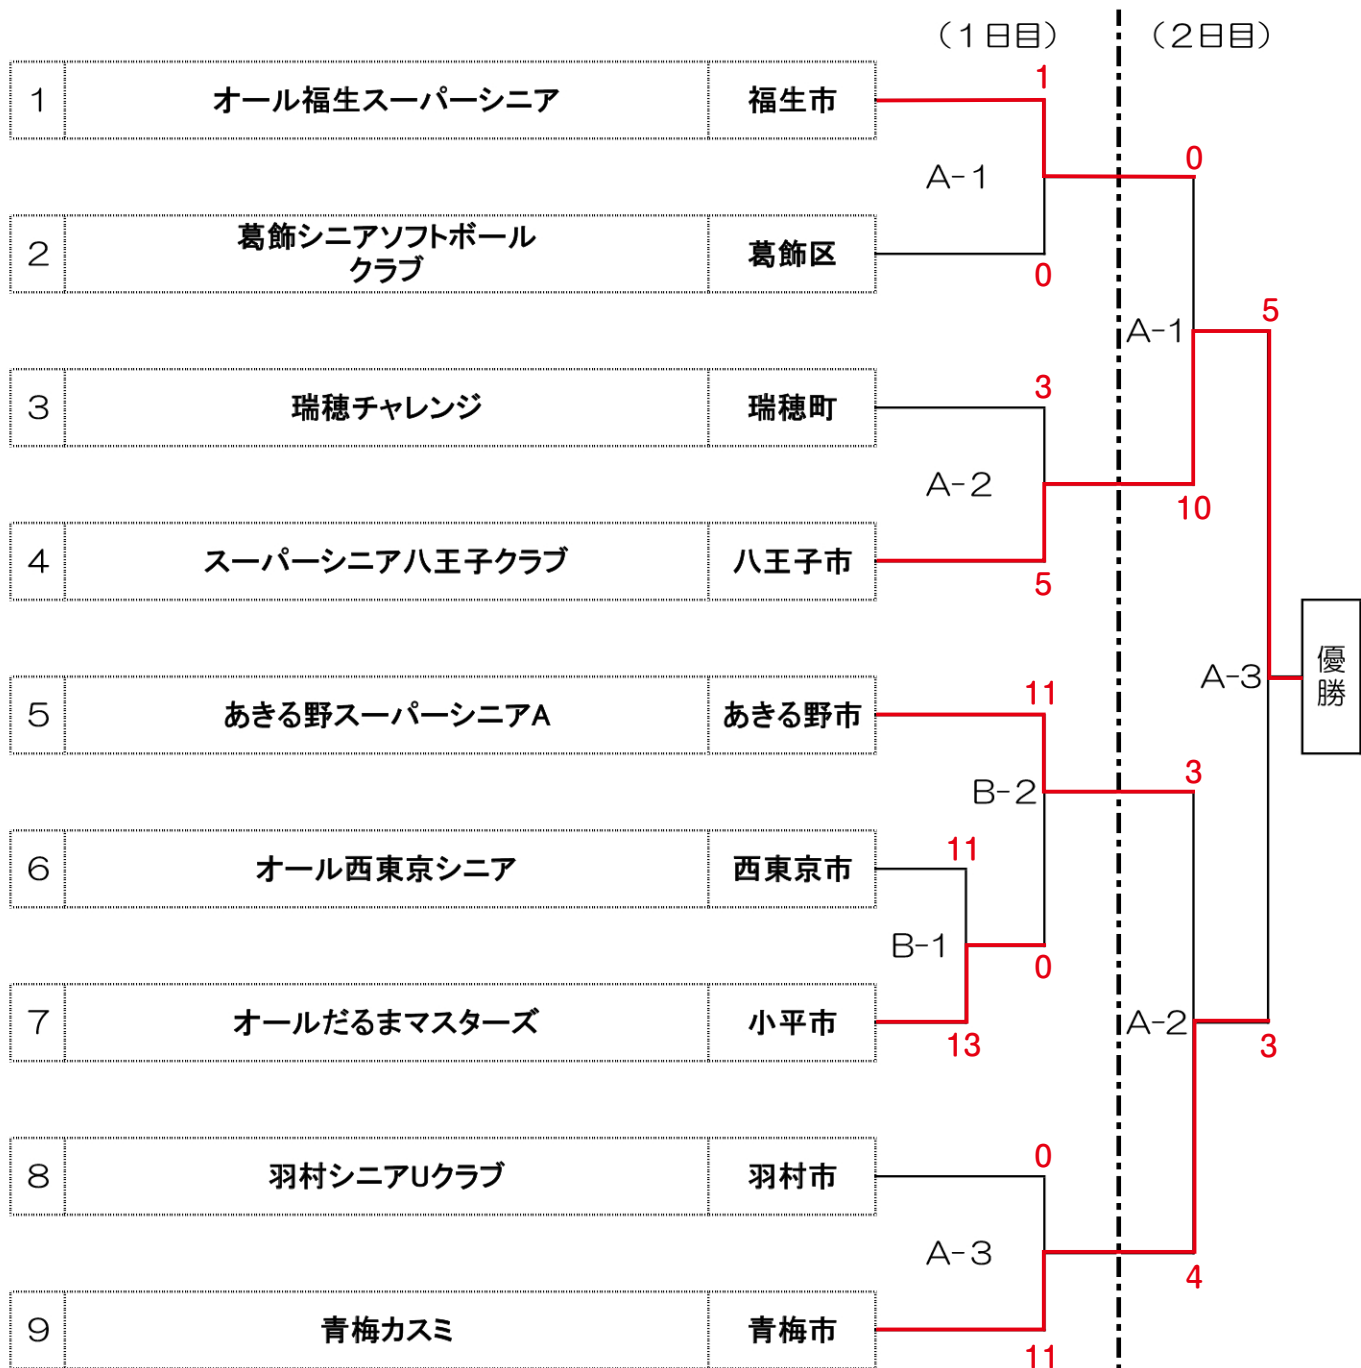 （1日目） （2日目）
1
1 オール福生スーパーシニア 福生市
0
A-1
2 葛飾シニアソフトボール
クラブ 葛飾区
0
5
A-1
3
3 瑞穂チャレンジ 瑞穂町
A-2
10
4 スーパーシニア八王子クラブ 八王子市
5
優勝
A-3
11
5 あきる野スーパーシニアA あきる野市
3
B-2
11
6 オール西東京シニア 西東京市
B-1
0
7 オールだるまマスターズ 小平市
A-2
13
3
0
8 羽村シニアUクラブ 羽村市
A-3
4
9 青梅カスミ 青梅市
11